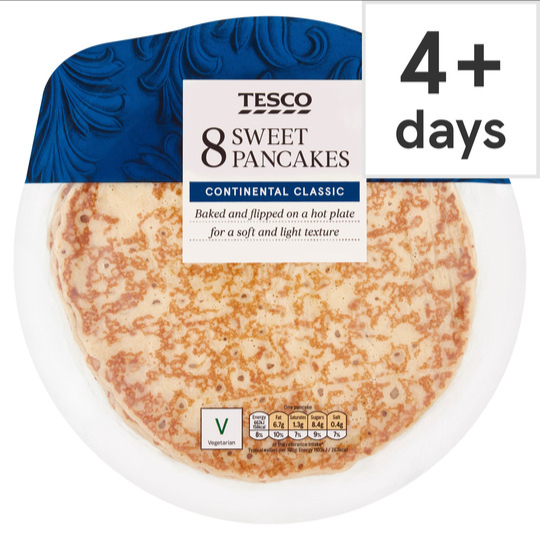 4+
days
TESCO
8 SWEET
PANCAKES
CONTINENTAL CLASSIC
Baked and flipped on a hot plate
for a soft and light texture
One pancake
V
Vegetarian
Energy Fat Saturates Sugars Salt
6.7g 1.3g 8.4g 0.4g
8% 10% 7% 9% 7%